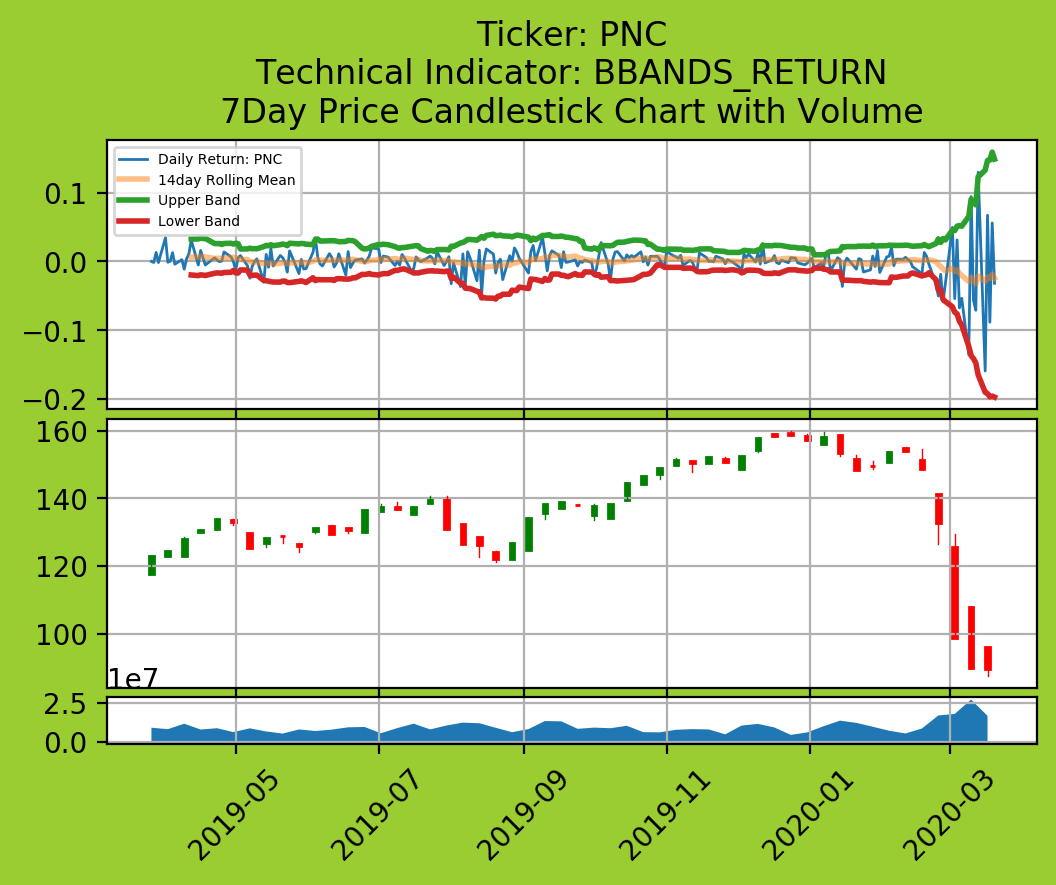 Ticker: PNC
Technical Indicator: BBANDS_RETURN
7Day Price Candlestick Chart with Volume
Daily Return: PNC
14day Rolling Mean
Upper Band
Lower Band
0.1
0.0
−0.1
−0.2
160
140
120
100
1e7
2.5
0.0
2019-05
2019-07
2019-09
2019-11
2020-01
2020-03